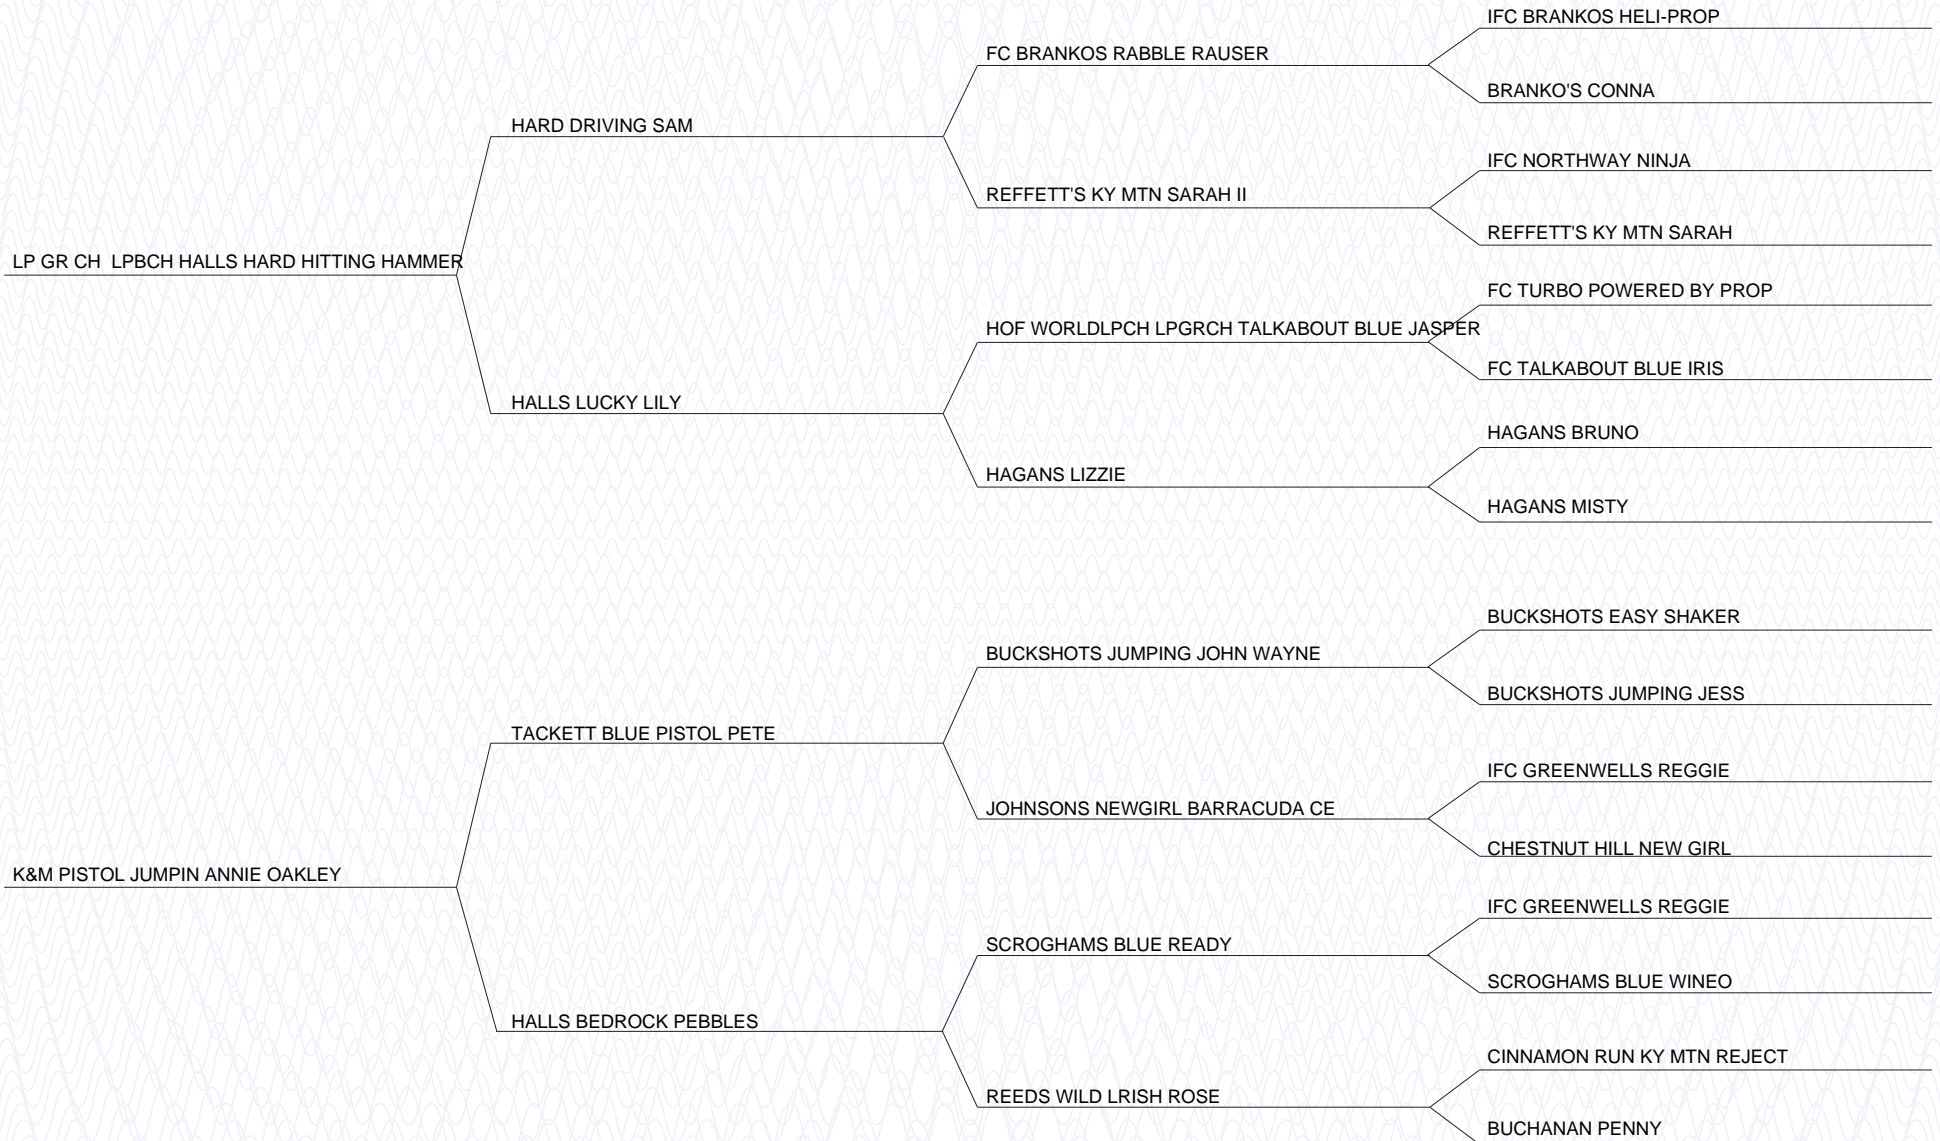 IFC BRANKOS HELI-PROP
FC BRANKOS RABBLE RAUSER
BRANKO'S CONNA
HARD DRIVING SAM
IFC NORTHWAY NINJA
REFFETT'S KY MTN SARAH II
REFFETT'S KY MTN SARAH
LP GR CH  LPBCH HALLS HARD HITTING HAMMER
FC TURBO POWERED BY PROP
HOF WORLDLPCH LPGRCH TALKABOUT BLUE JASPER
FC TALKABOUT BLUE IRIS
HALLS LUCKY LILY
HAGANS BRUNO
HAGANS LIZZIE
HAGANS MISTY
BUCKSHOTS EASY SHAKER
BUCKSHOTS JUMPING JOHN WAYNE
BUCKSHOTS JUMPING JESS
TACKETT BLUE PISTOL PETE
IFC GREENWELLS REGGIE
JOHNSONS NEWGIRL BARRACUDA CE
CHESTNUT HILL NEW GIRL
K&M PISTOL JUMPIN ANNIE OAKLEY
IFC GREENWELLS REGGIE
SCROGHAMS BLUE READY
SCROGHAMS BLUE WINEO
HALLS BEDROCK PEBBLES
CINNAMON RUN KY MTN REJECT
REEDS WILD LRISH ROSE
BUCHANAN PENNY